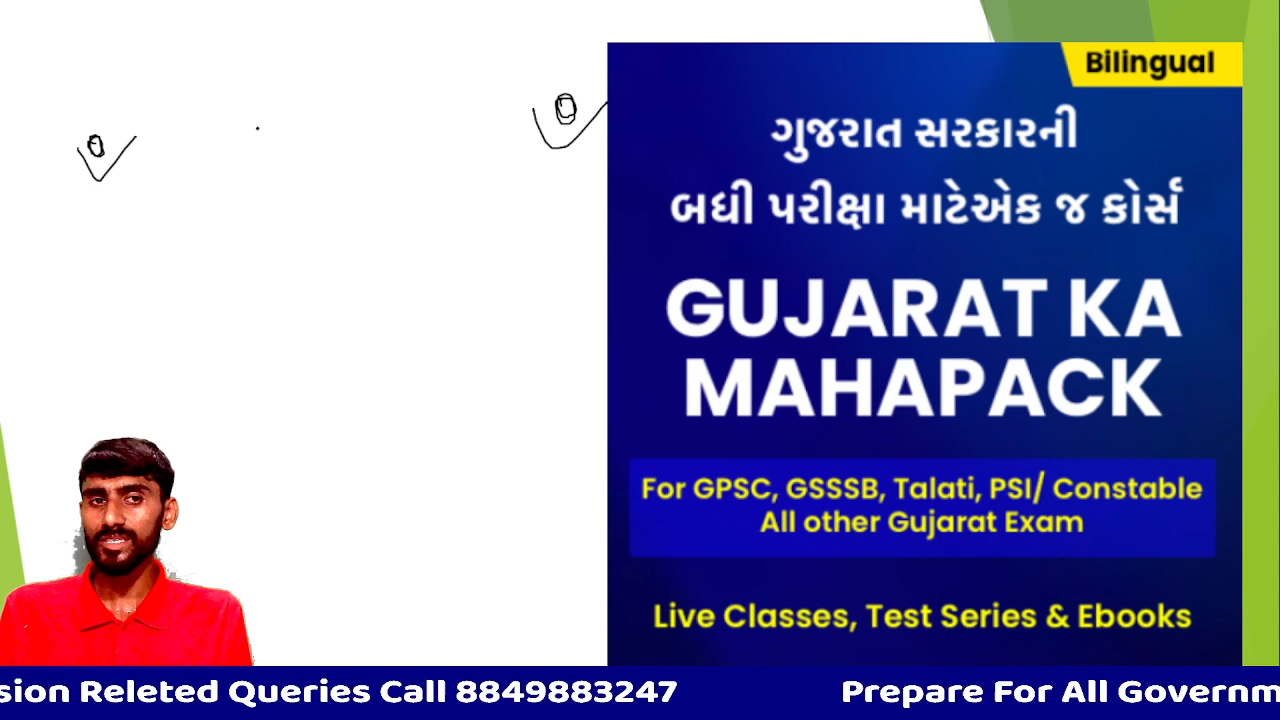 Bilingual
ગુજરાત સરકારની
બધી પરીક્ષા માટેએક જ કોર્સ
GUJARAT KA
MAHAPACK
For GPSC, GSSSB, Talati, PSI/ Constable
All other Gujarat Exam
Live Classes, Test Series & Ebooks
sion Releted Queries Call 8849883247
Prepare For All Governm